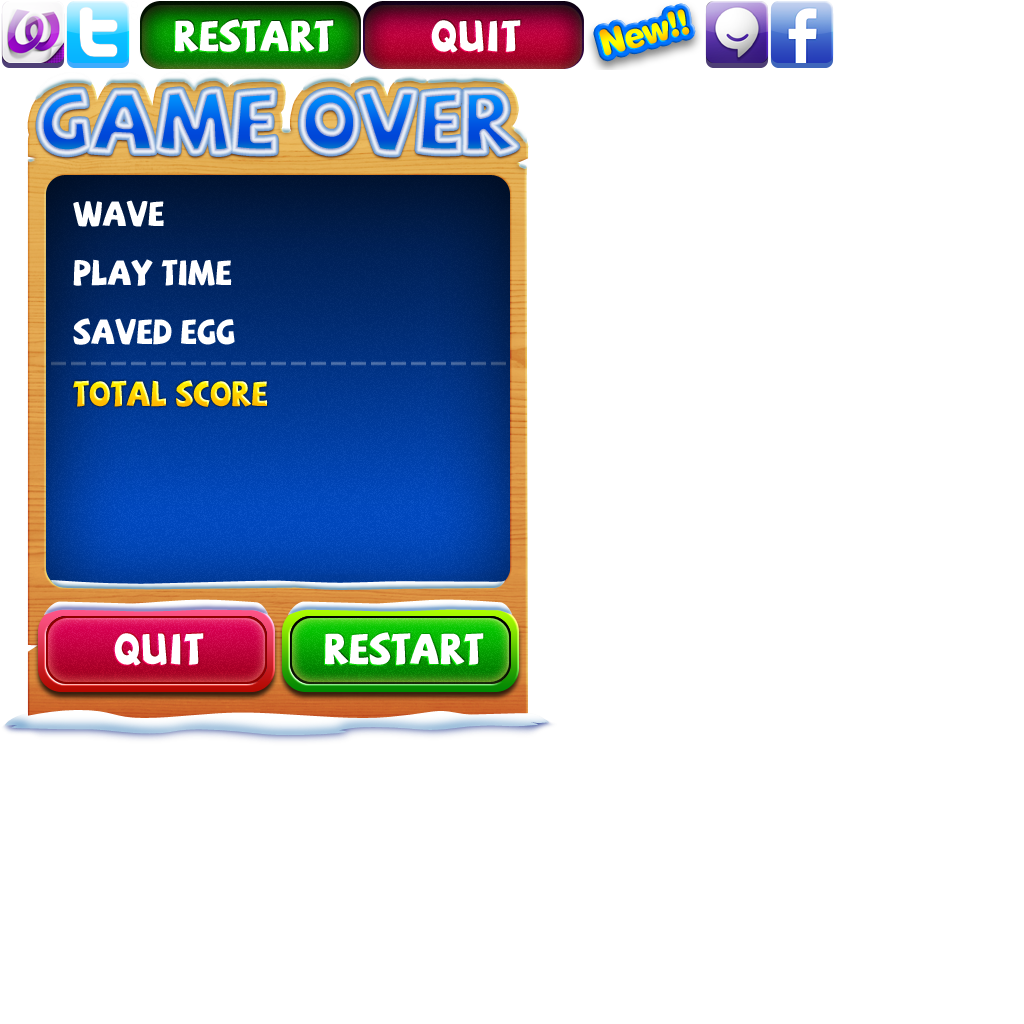 RESTART
QUIT
New!!
GAME OVER
WAVE
PLAY TIME
SAVED EGG
TOTAL SCORE
QUIT
RESTART